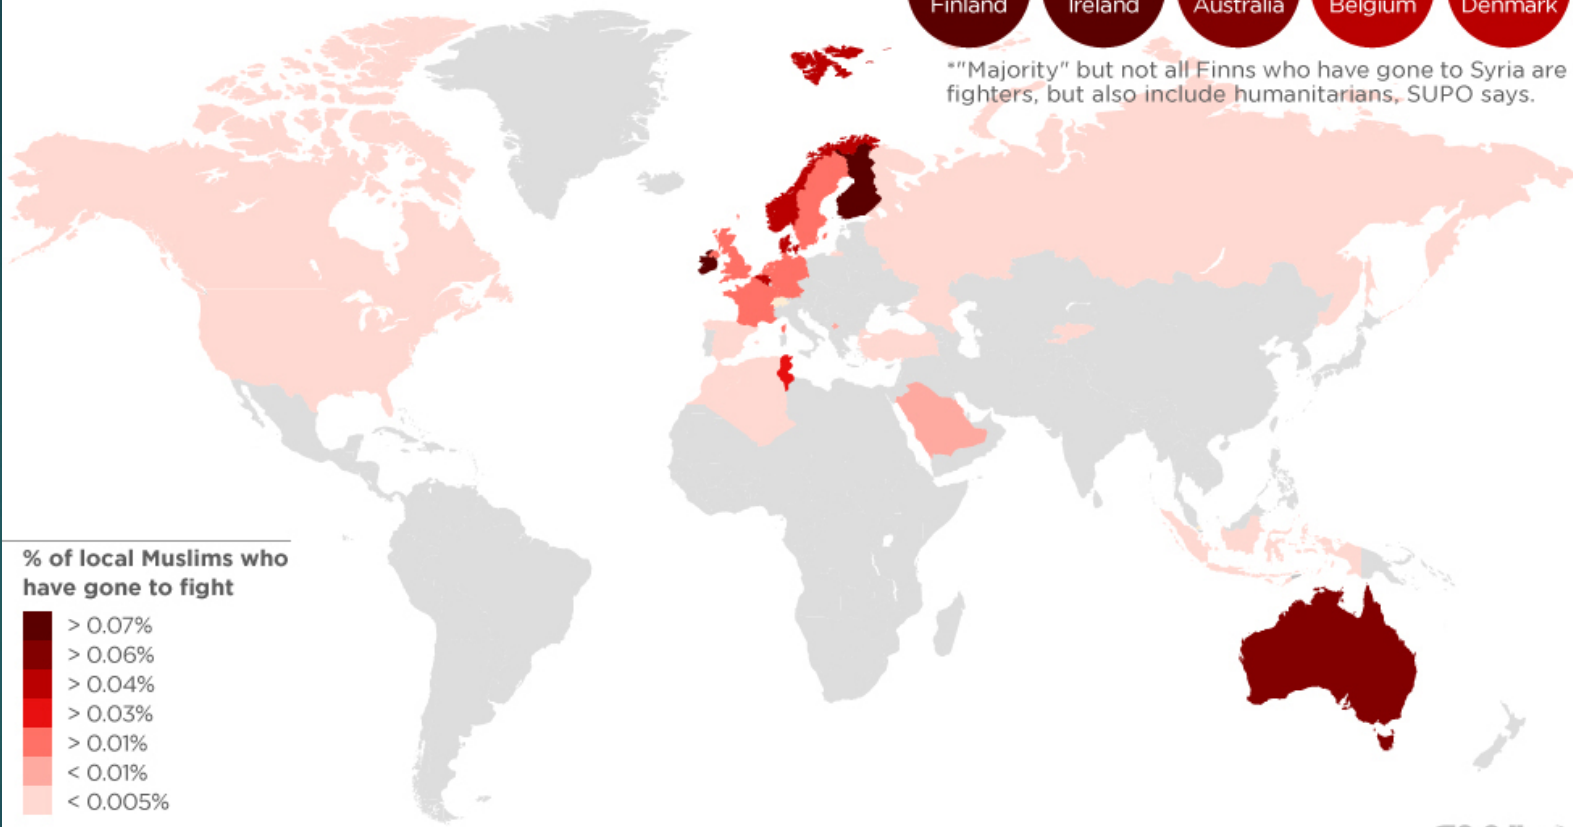 Finland
Ireland
Australia
Belgium
Denmark
*"Majority" but not all Finns who have gone to Syria are
fighters, but also include humanitarians, SUPO says.
% of local Muslims who
have gone to fight
> 0.07%
> 0.06%
> 0.04%
> 0.03%
> 0.01%
< 0.01%
< 0.005%